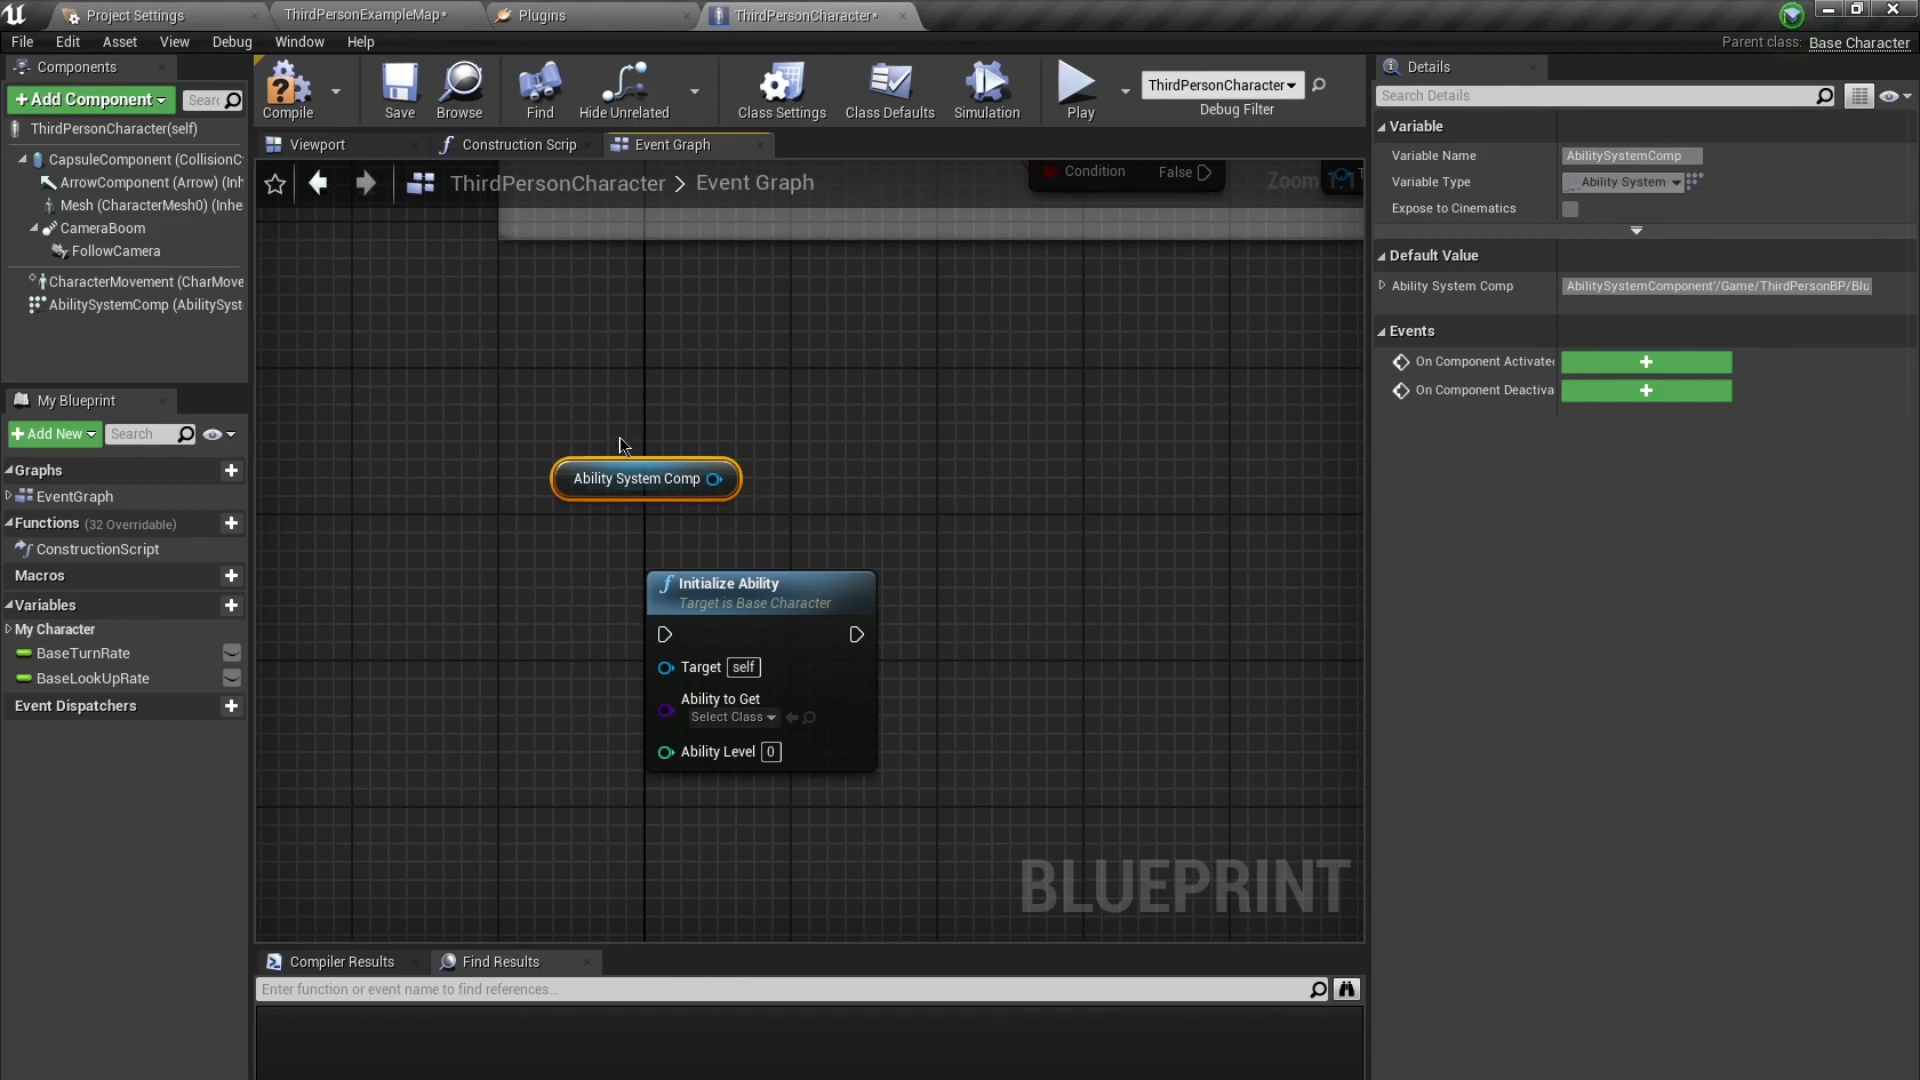 Project Settings
ThirdPersonExampleMap*
Plugins
ThirdPersonCharacter*
File Edit Asset View Debug Window Help
Parent class: Base Character
Components
+Add Component
Searc
ThirdPersonCharacter(self)
CapsuleComponent (CollisionC
ArrowComponent (Arrow) (Inh
Mesh (CharacterMesh0) (Inhe
CameraBoom
FollowCamera
CharacterMovement (CharMove
AbilitySystemComp (AbilitySyst
My Blueprint
+Add New
Search
Graphs
EventGraph
Functions (32 Overridable)
ConstructionScript
Macros
Variables
My Character
BaseTurnRate
BaseLookUpRate
Event Dispatchers
Compile
Save
Browse
Find
Hide Unrelated
Class Settings
Class Defaults
Simulation
Play
ThirdPersonCharacter
Debug Filter
Viewport
Construction Scrip
Event Graph
ThirdPersonCharacter > Event Graph
Condition
False
Zoom 1:1
Ability System Comp
Initialize Ability
Target is Base Character
Target self
Ability to Get
Select Class
Ability Level 0
BLUEPRINT
Compiler Results
Find Results
Enter function or event name to find references...
Details
Search Details
Variable
Variable Name AbilitySystemComp
Variable Type Ability System
Expose to Cinematics
Default Value
Ability System Comp AbilitySystemComponent'/Game/ThirdPersonBP/Blu
Events
On Component Activated
On Component Deactiva